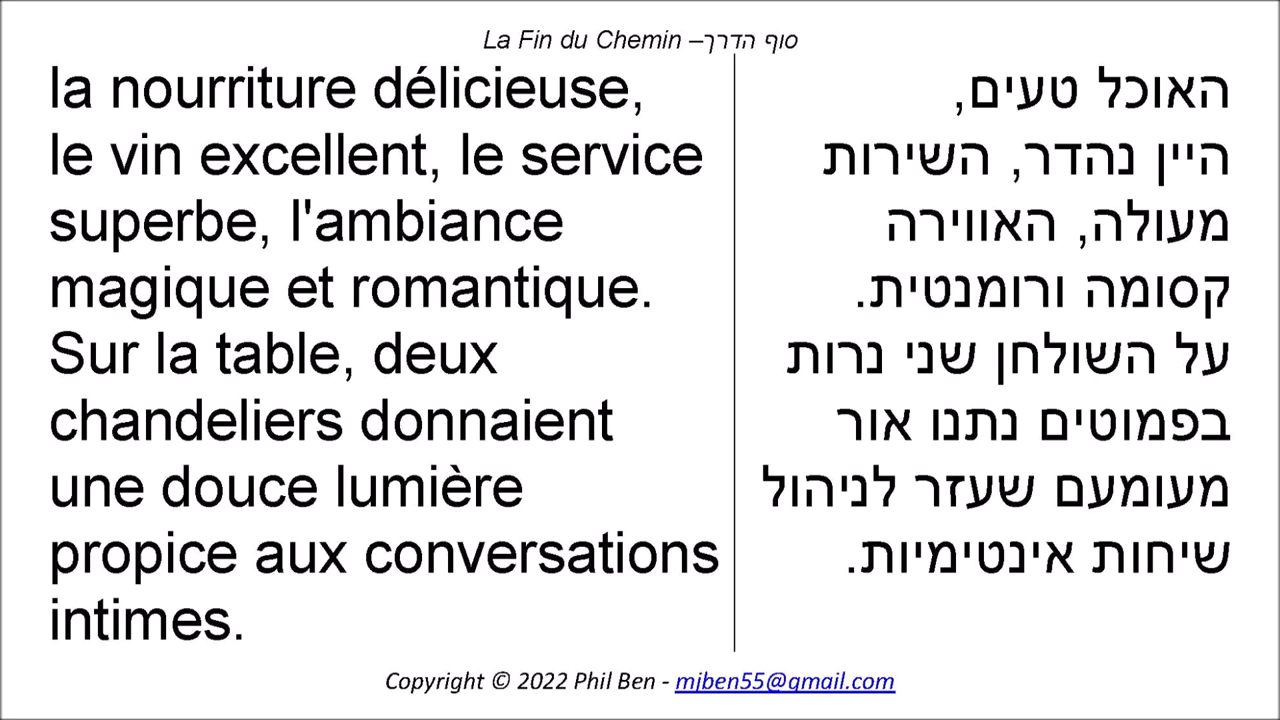 La Fin du Chemin –סוף הדרך
la nourriture délicieuse,
le vin excellent, le service
superbe, l'ambiance
magique et romantique.
Sur la table, deux
chandeliers donnaient
une douce lumière
propice aux conversations
intimes.
האוכל טעים,
היין נהדר, השירות
מעולה, האווירה
קסומה ורומנטית.
על השולחן שני נרות
בפמוטים נתנו אור
מעומעם שעזר לניהול
שיחות אינטימיות.
Copyright © 2022 Phil Ben - mjben55@gmail.com